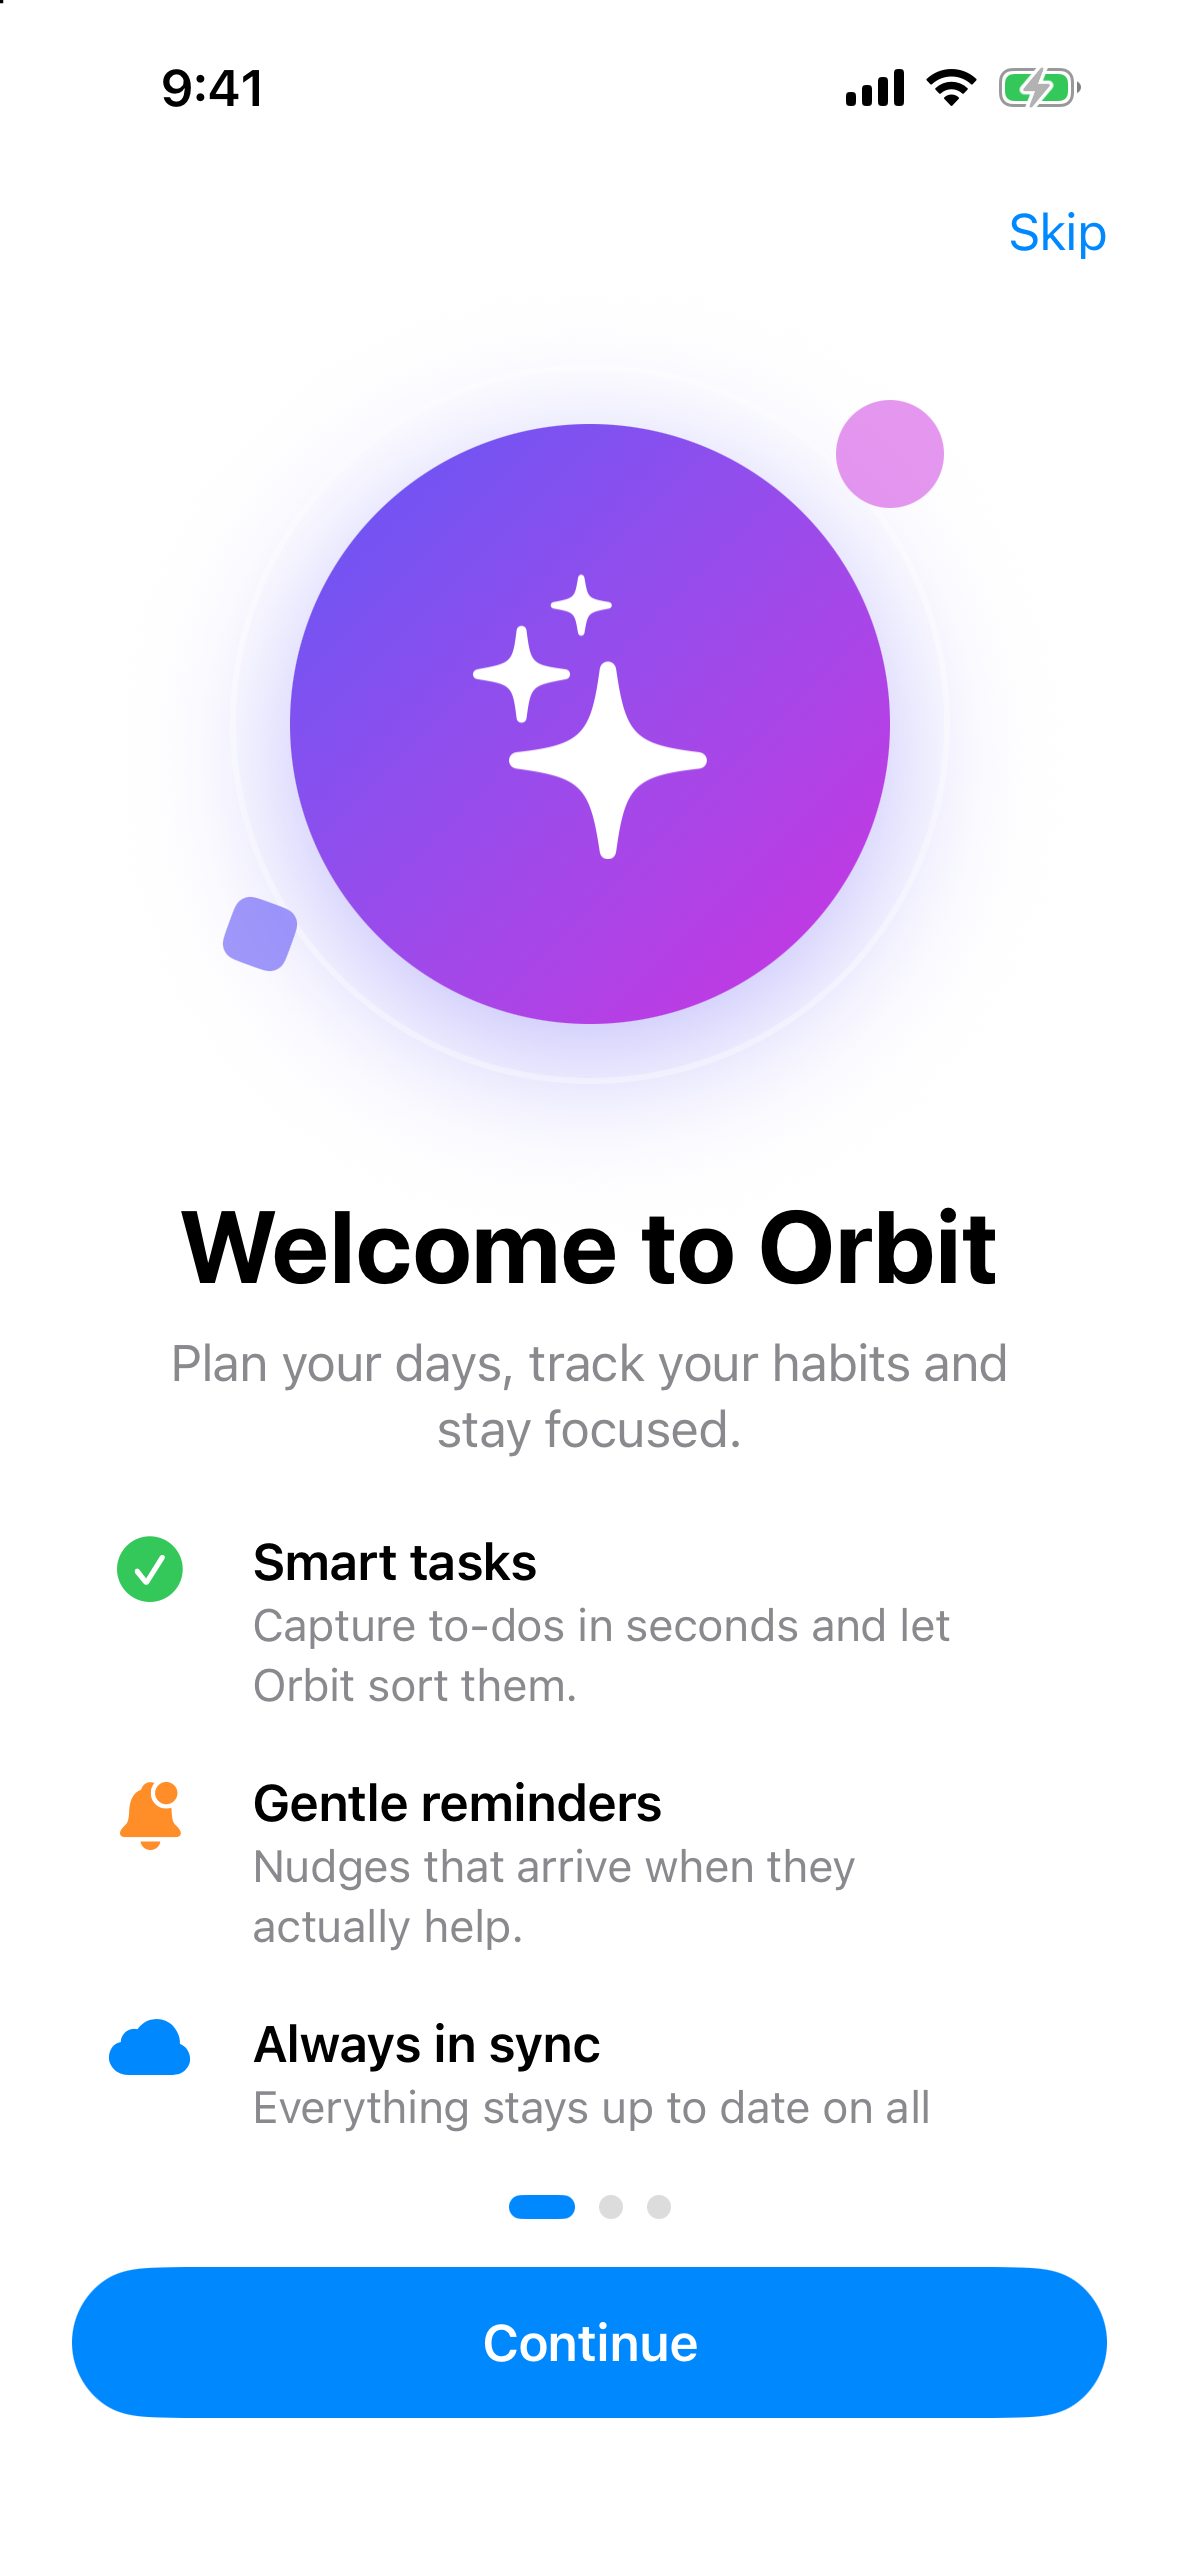 9:41
Skip
Welcome to Orbit
Plan your days, track your habits and
stay focused.
Smart tasks
Capture to-dos in seconds and let
Orbit sort them.
Gentle reminders
Nudges that arrive when they
actually help.
Always in sync
Everything stays up to date on all
Continue